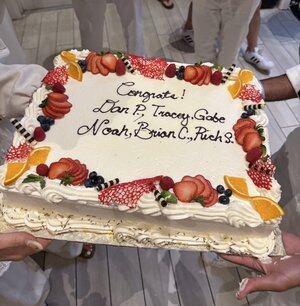 Congrats!
Dan P., Tracey, Gabe
Noah, Brian C., Rich S.